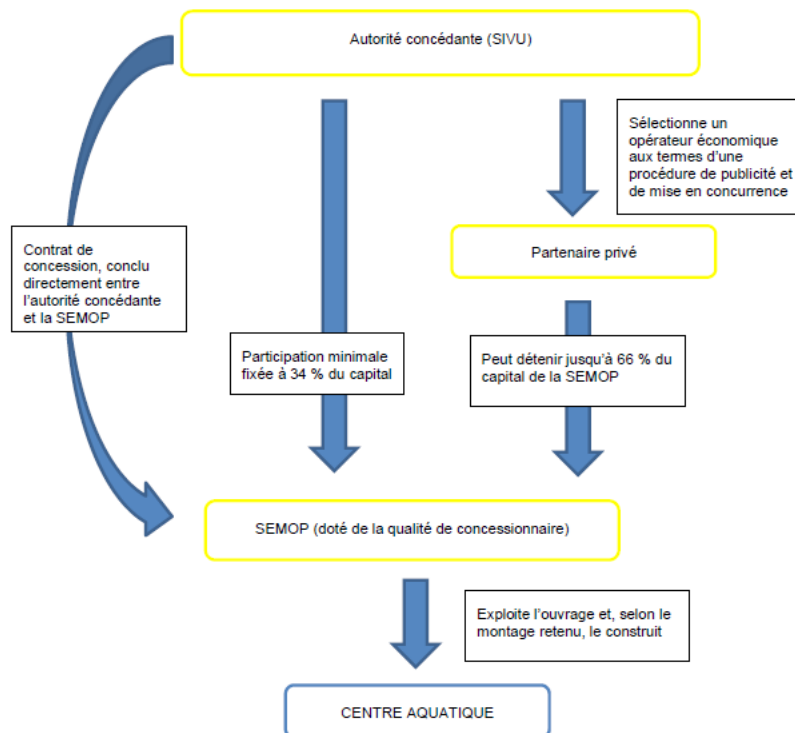 Autorité concédante (SIVU)
Sélectionne un
opérateur économique
aux termes d'une
procédure de publicité et
de mise en concurrence
Contrat de
concession, conclu
directement entre
l'autorité concédante
et la SEMOP
Partenaire privé
Participation minimale
fixée à 34 % du capital
Peut détenir jusqu'à 66 % du
capital de la SEMOP
SEMOP (doté de la qualité de concessionnaire)
Exploite l'ouvrage et, selon le
montage retenu, le construit
CENTRE AQUATIQUE